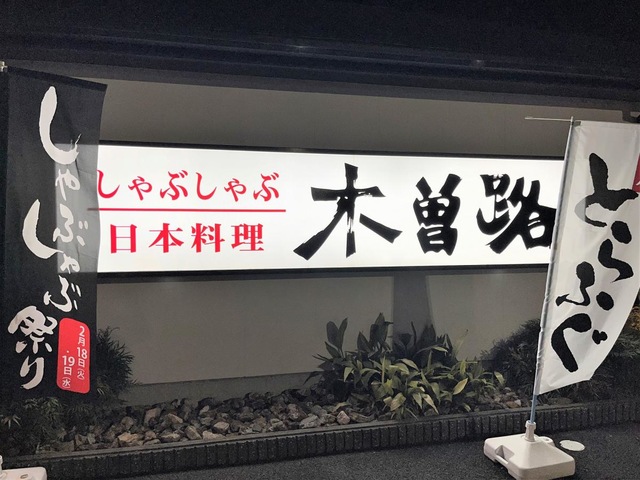 しゃぶしゃぶ祭り
2月18日(火)
・19日(水)
しゃぶしゃぶ
日本料理
木曽路
とらふぐ